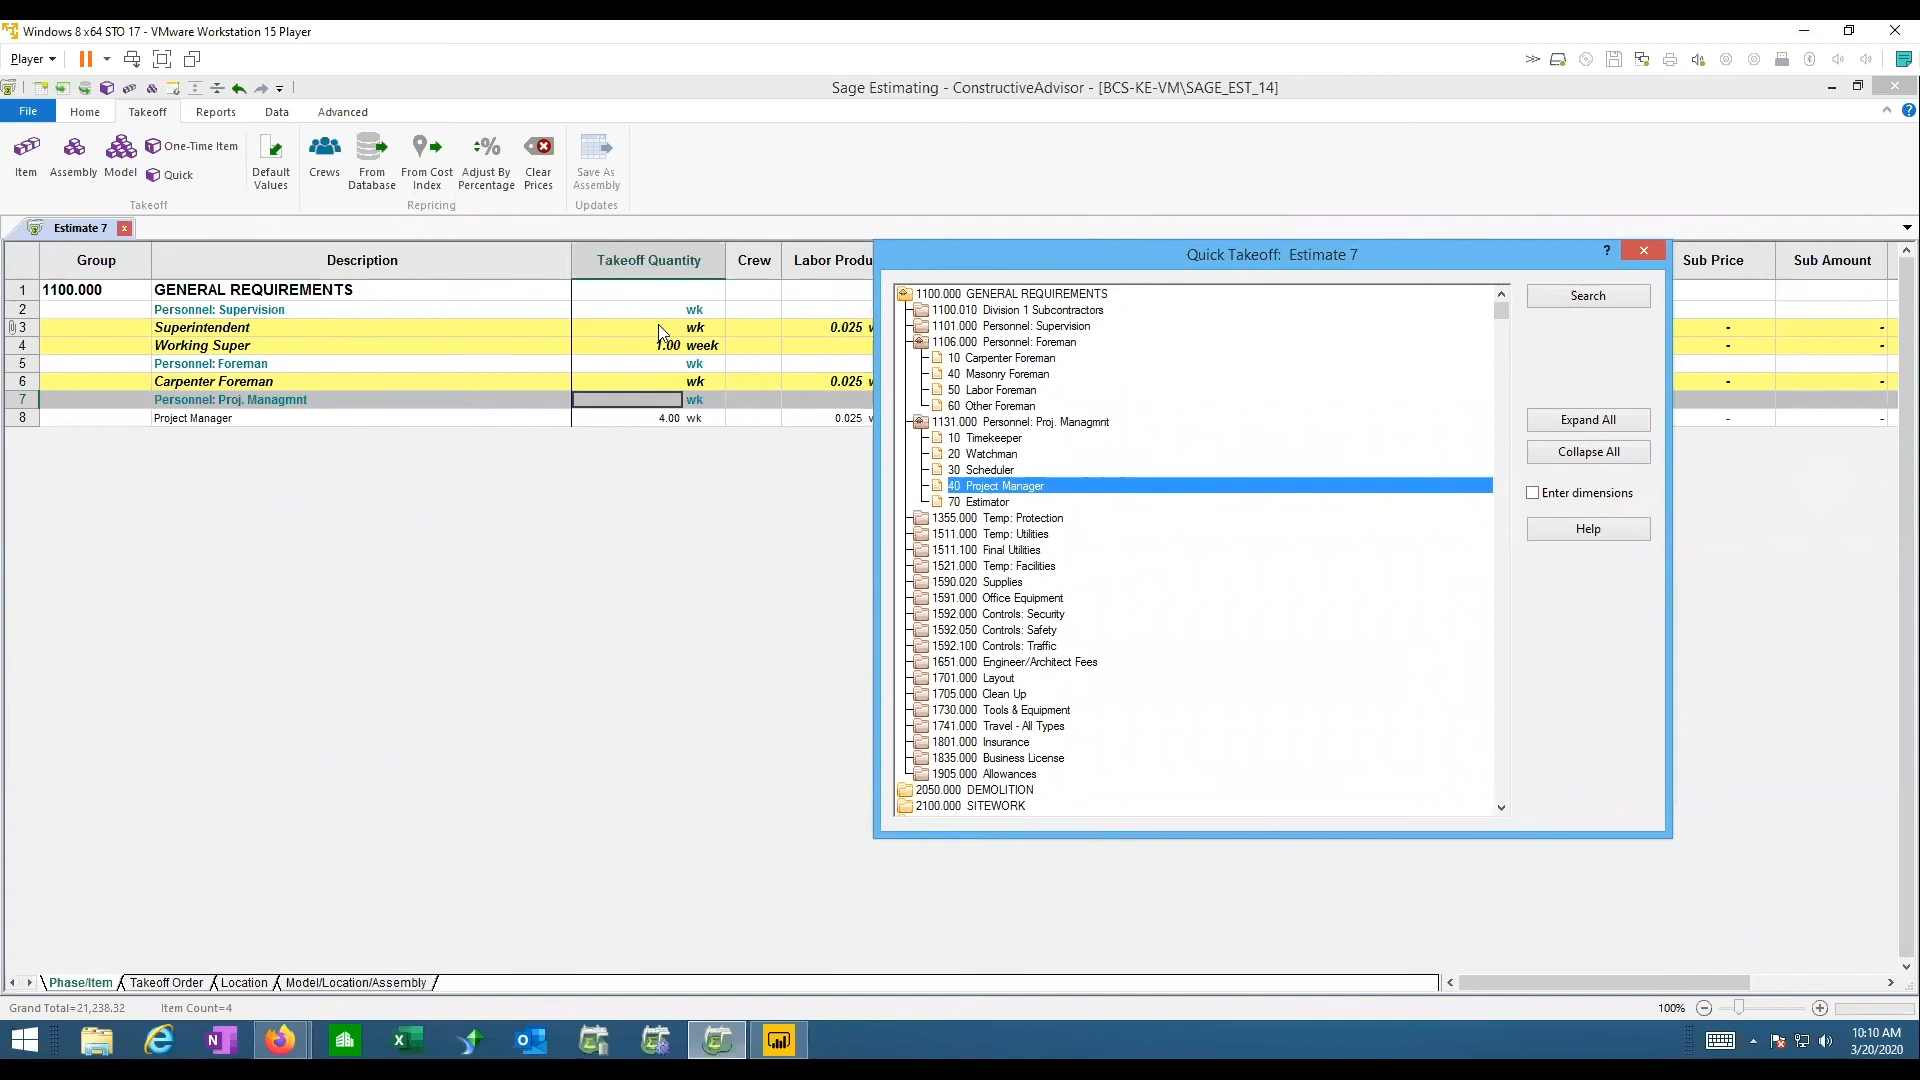 Windows 8 x64 STO 17 - VMware Workstation 15 Player
Player
Sage Estimating - ConstructiveAdvisor - [BCS-KE-VM\SAGE_EST_14]
File Home Takeoff Reports Data Advanced
Item
Assembly
Model
One-Time Item
Quick
Default Values
Crews
From Database
From Cost Index
Adjust By Percentage
Clear Prices
Save As Assembly
Takeoff
Repricing
Updates
Estimate 7
Group Description Takeoff Quantity Crew Labor Produ Sub Price Sub Amount
1 1100.000 GENERAL REQUIREMENTS
2 Personnel: Supervision wk
3 Superintendent wk 0.025 - -
4 Working Super 1.00 week - -
5 Personnel: Foreman wk
6 Carpenter Foreman wk 0.025 - -
7 Personnel: Proj. Managmnt wk
8 Project Manager 4.00 wk 0.025 - -
Quick Takeoff: Estimate 7
?
1100.000 GENERAL REQUIREMENTS
1100.010 Division 1 Subcontractors
1101.000 Personnel: Supervision
1106.000 Personnel: Foreman
10 Carpenter Foreman
40 Masonry Foreman
50 Labor Foreman
60 Other Foreman
1131.000 Personnel: Proj. Managmnt
10 Timekeeper
20 Watchman
30 Scheduler
40 Project Manager
70 Estimator
1355.000 Temp: Protection
1511.000 Temp: Utilities
1511.100 Final Utilities
1521.000 Temp: Facilities
1590.020 Supplies
1591.000 Office Equipment
1592.000 Controls: Security
1592.050 Controls: Safety
1592.100 Controls: Traffic
1651.000 Engineer/Architect Fees
1701.000 Layout
1705.000 Clean Up
1730.000 Tools & Equipment
1741.000 Travel - All Types
1801.000 Insurance
1835.000 Business License
1905.000 Allowances
2050.000 DEMOLITION
2100.000 SITEWORK
Search
Expand All
Collapse All
Enter dimensions
Help
Phase/Item Takeoff Order Location Model/Location/Assembly
Grand Total=21,238.32 Item Count=4
100%
10:10 AM
3/20/2020